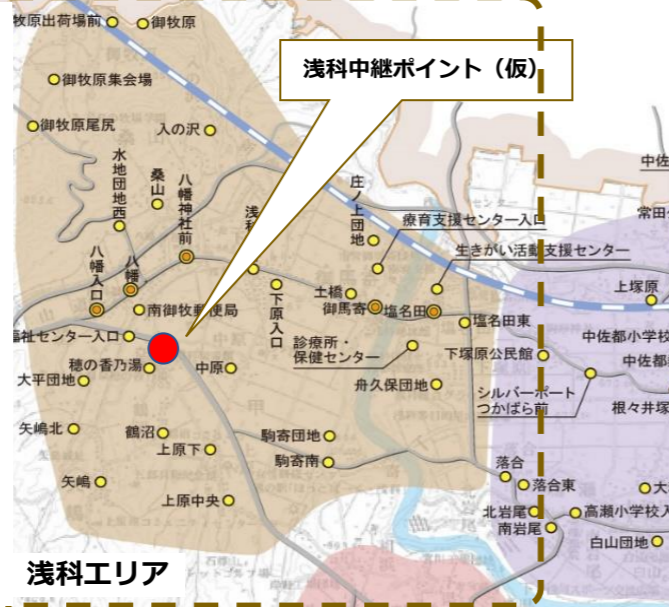 牧原出荷場前
御牧原
浅科中継ポイント（仮）
御牧原集会場
御牧原尾尻
入の沢
水地団地西
桑山
八幡神社前
庄ノ上団地
中佐
療育支援センター入口
常田
生きがい活動支援センター
八幡入口
八幡
上塚原
南御牧郵便局
下原入口
土橋
御馬寄
塩名田
塩名田東
福祉センター入口
診療所・
保健センター
下塚原公民館
中佐都小学校
中佐都
穂の香乃湯
中原
大平団地
舟久保団地
シルバーポート
つかばら前
根々井塚
矢嶋北
鶴沼
上原下
駒寄団地
駒寄南
落合
矢嶋
上原中央
落合東
北岩尾
南岩尾
高瀬小学校入
白山団地
浅科エリア